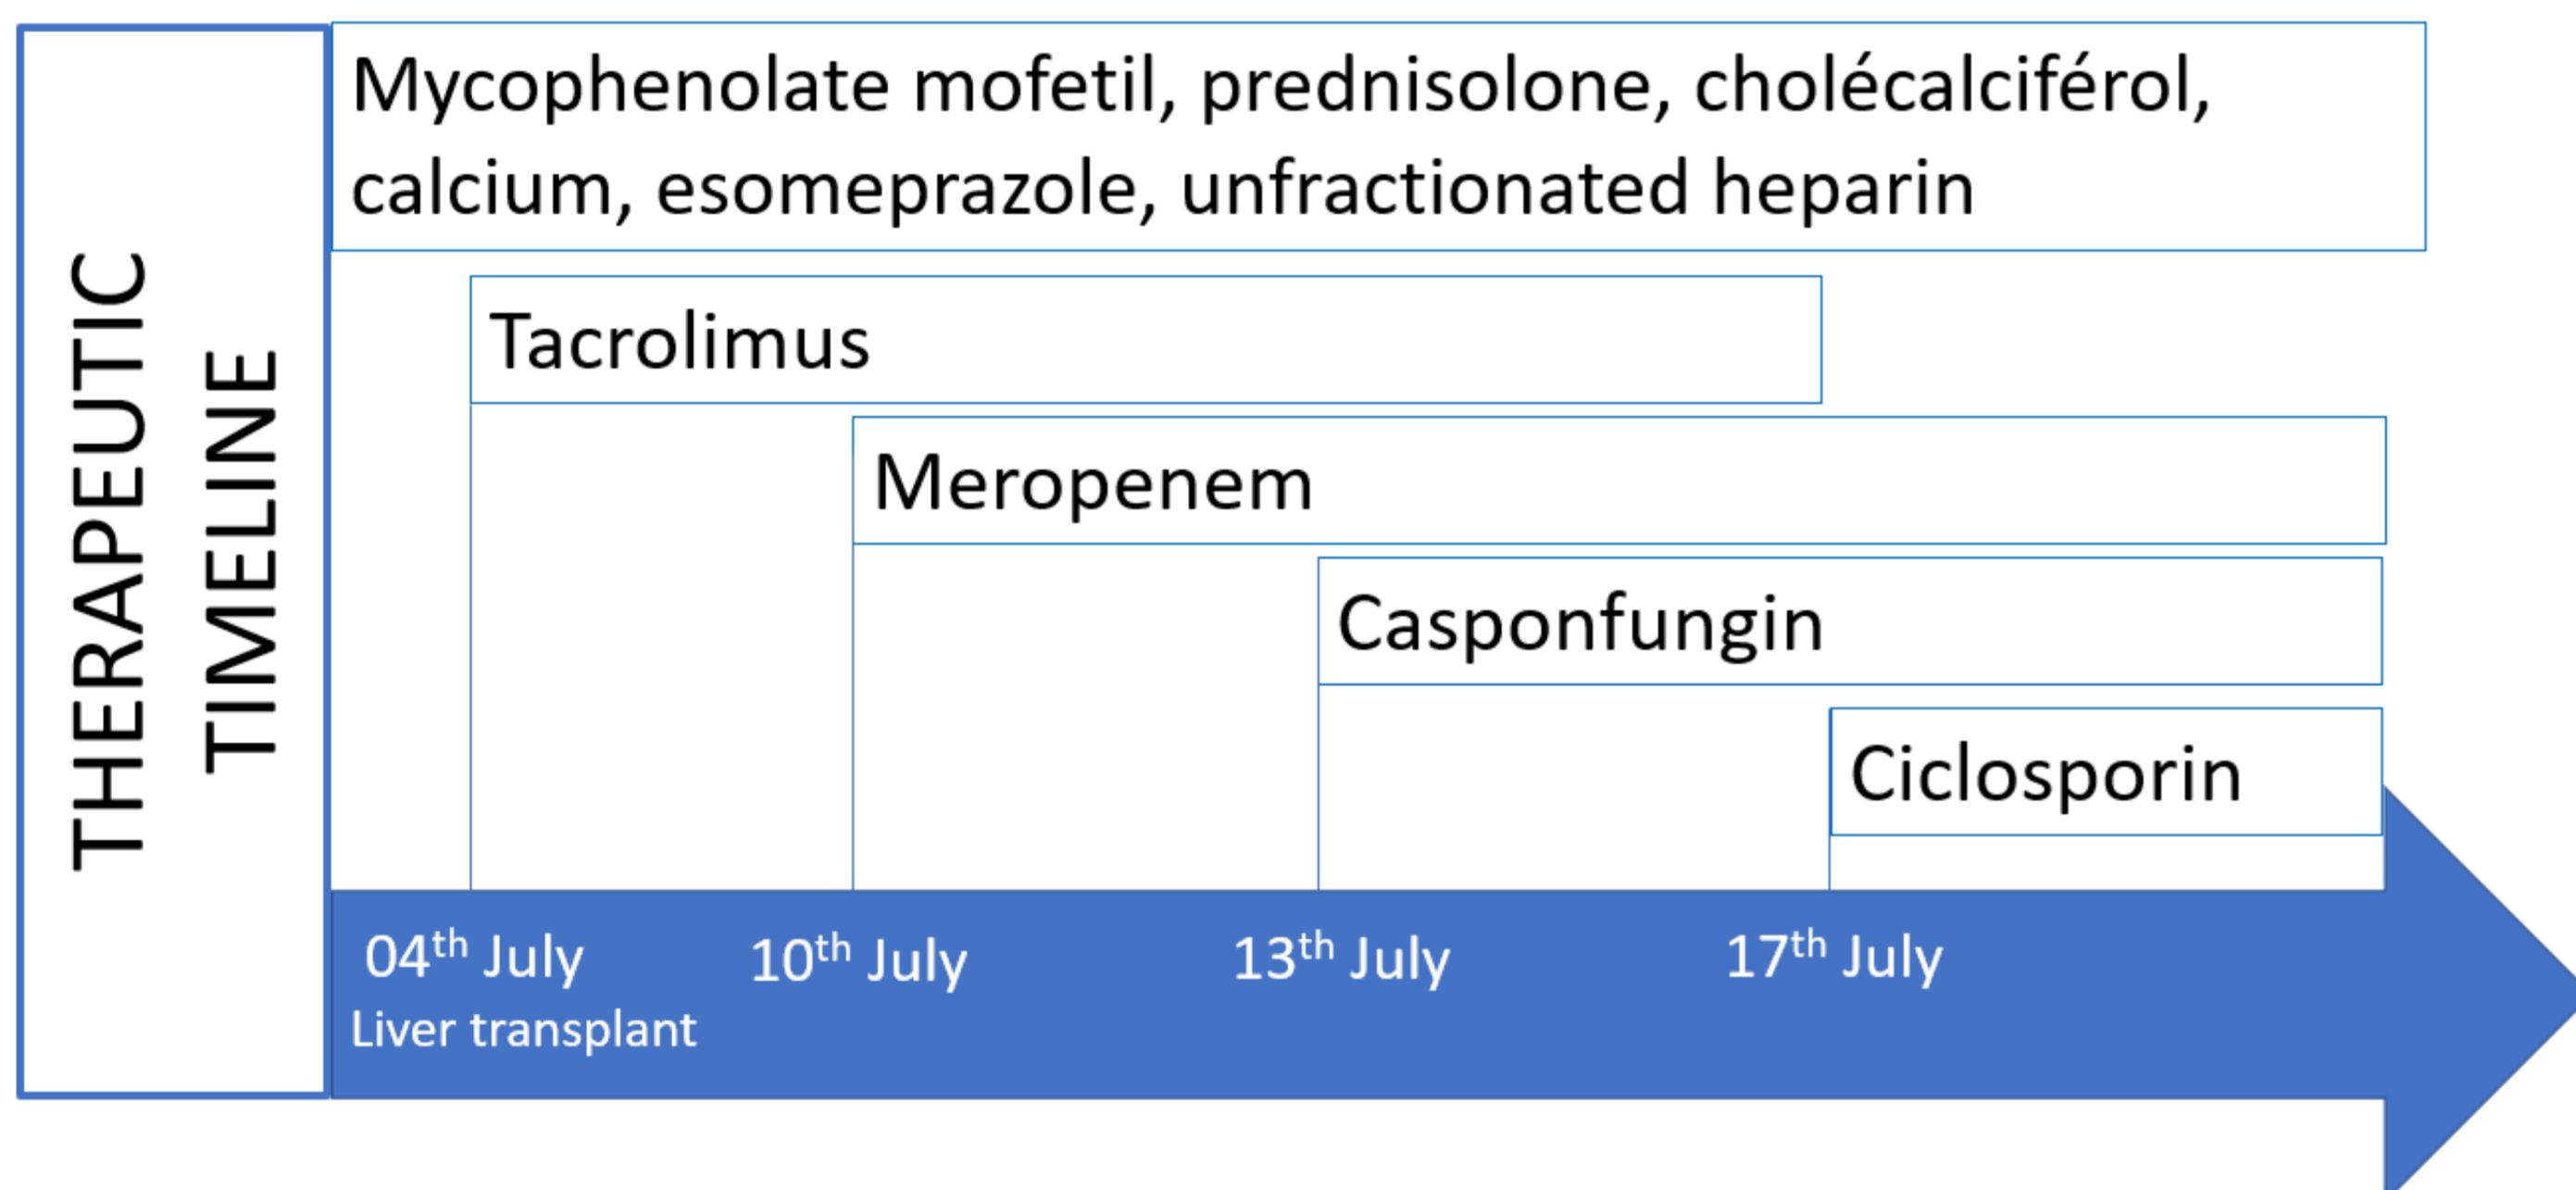 THERAPEUTIC
TIMELINE
Mycophenolate mofetil, prednisolone, cholécalciférol,
calcium, esomeprazole, unfractionated heparin
Tacrolimus
Meropenem
Casponfungin
Ciclosporin
04th July
Liver transplant
10th July
13th July
17th July